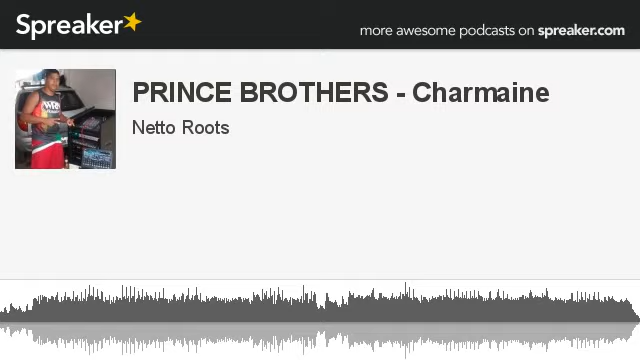 Spreaker
more awesome podcasts on spreaker.com
PRINCE BROTHERS - Charmaine
Netto Roots